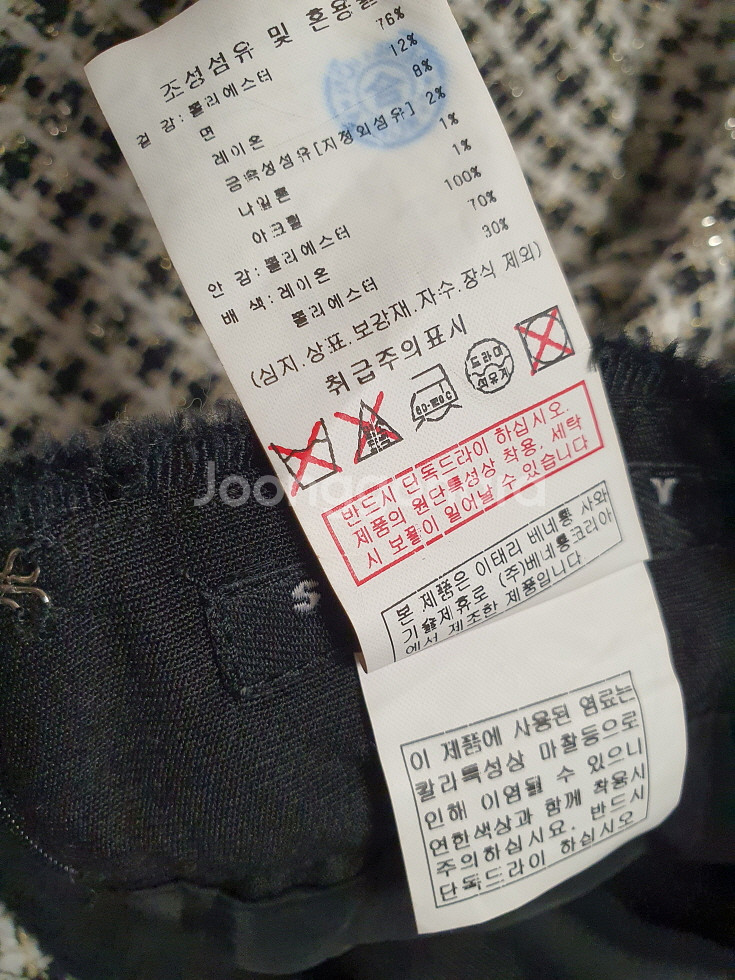 조성섬유 및 혼용률
겉 감 : 폴리에스터 76%
면 12%
레이온 8%
금속성섬유[지정외섬유] 2%
나일론 1%
아크릴 1%
안 감 : 폴리에스터 100%
배 색 : 레이온 70%
폴리에스터 30%
(심지.상표.보강재.자수.장식 제외)
취급주의표시
드라이
석유계
반드시 단독드라이 하십시오.
제품의 원단특성상 착용. 세탁
시 보풀이 일어날 수 있습니다
본 제품은 이태리 베네통 사와
기술제휴로 (주)베네통코리아
에서 제조한 제품입니다
Y
S
이 제품에 사용된 염료는
칼라특성상 마찰등으로
인해 이염될 수 있으니
연한색상과 함께 착용시
주의하십시요. 반드시
단독드라이 하십시오